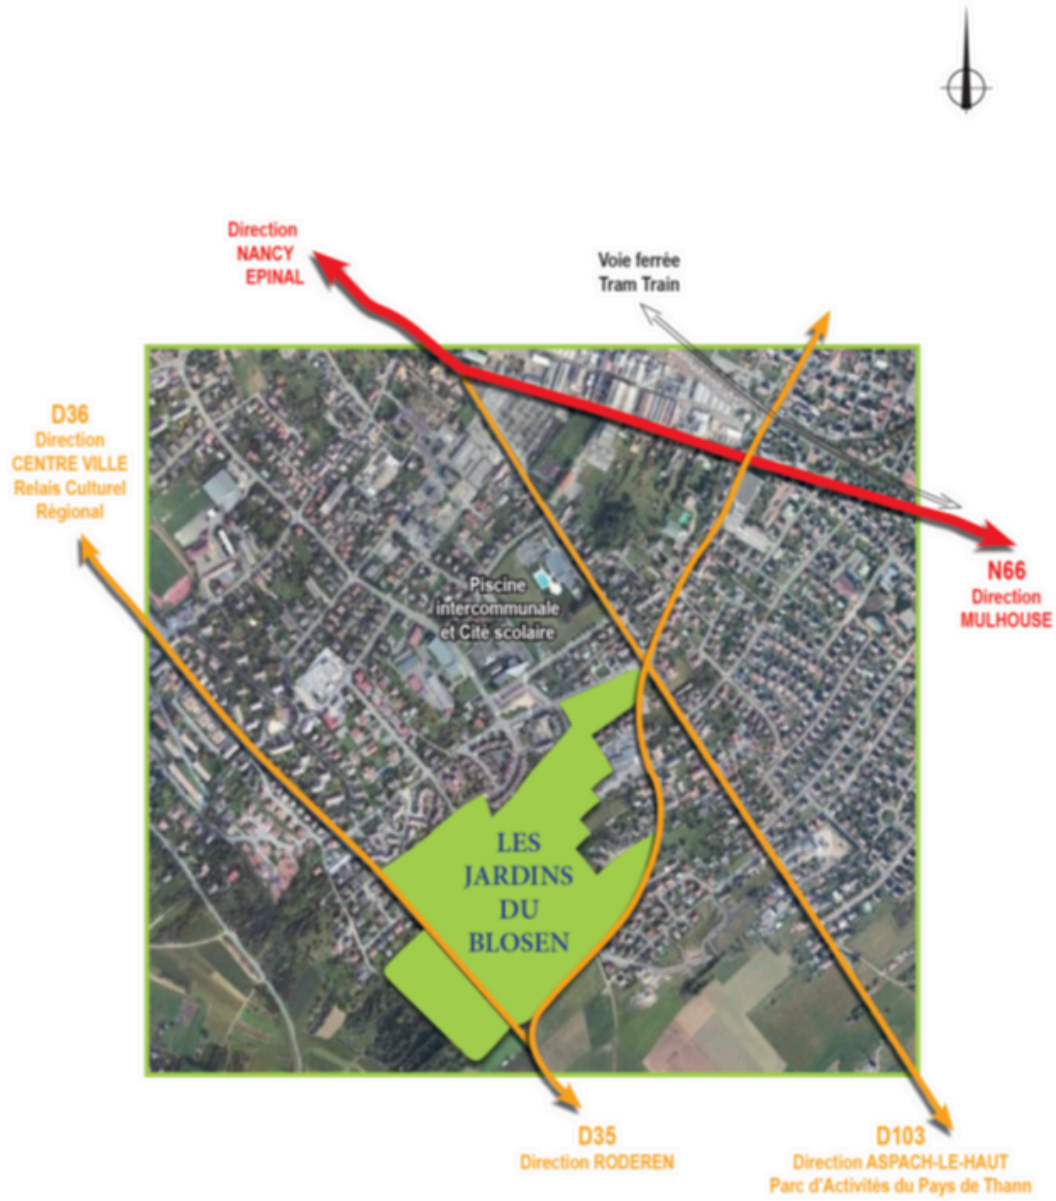 Direction
NANCY
EPINAL
Voie ferrée
Tram Train
D36
Direction
CENTRE VILLE
Relais Culturel
Régional
N66
Direction
MULHOUSE
Piscine
intercommunale
et Cité scolaire
LES
JARDINS
DU
BLOSEN
D35
Direction RODEREN
D103
Direction ASPACH-LE-HAUT
Parc d'Activités du Pays de Thann